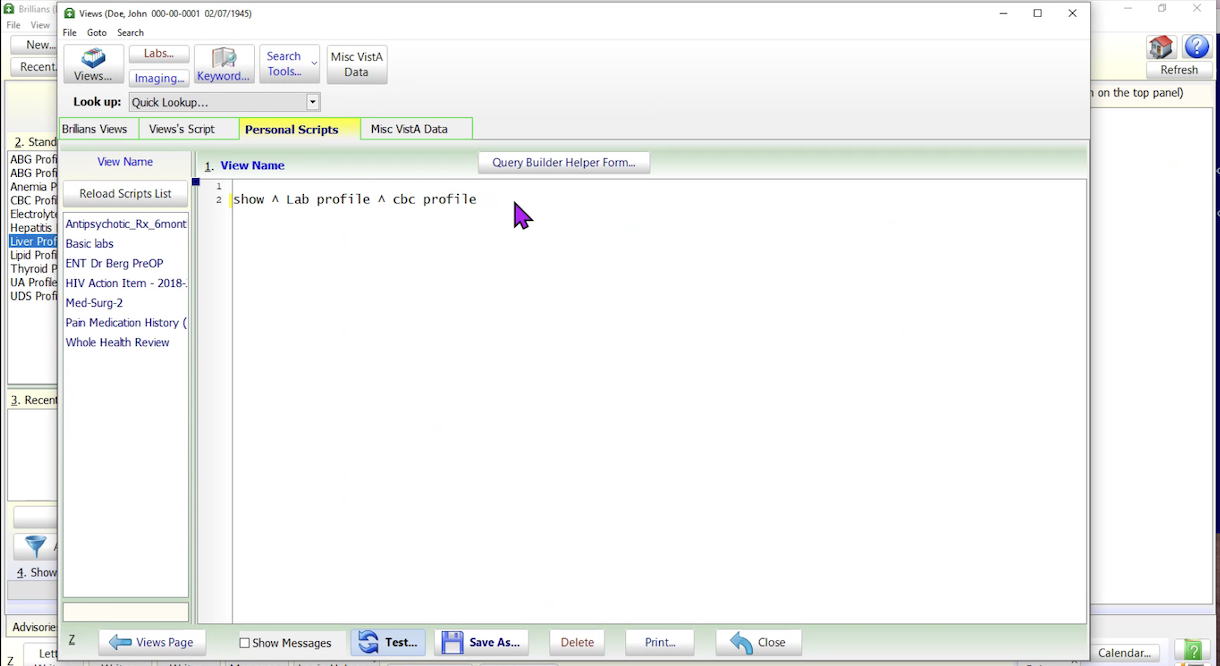 Brillians (
Views (Doe, John 000-00-0001 02/07/1945)
File View
File Goto Search
New...
Recent
Views...
Labs...
Imaging...
Keyword...
Search
Tools...
Misc VistA
Data
Refresh
Look up: Quick Lookup...
n on the top panel)
Brillians Views
Views's Script
Personal Scripts
Misc VistA Data
2. Stand
ABG Profi
ABG Profi
Anemia P
CBC Profi
Electrolyte
Hepatitis
Liver Prof
Lipid Profi
Thyroid P
UA Profile
UDS Profi
3. Recent
4. Show
Advisorie
View Name
Reload Scripts List
Antipsychotic_Rx_6mont
Basic labs
ENT Dr Berg PreOP
HIV Action Item - 2018-
Med-Surg-2
Pain Medication History (
Whole Health Review
1. View Name
Query Builder Helper Form...
1
2 show ^ Lab profile ^ cbc profile
Z
Views Page
Show Messages
Test...
Save As...
Delete
Print...
Close
Z
Lett
Calendar...